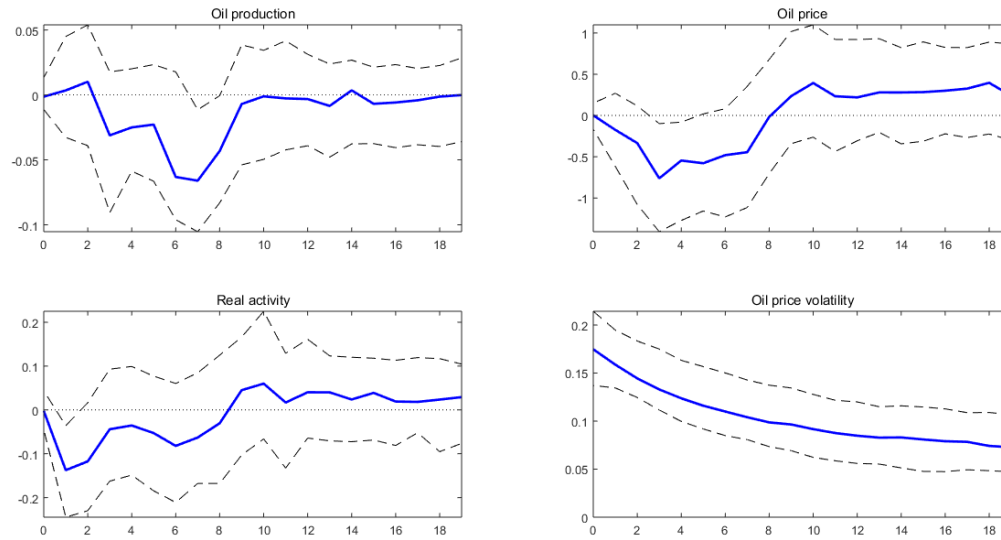 Oil production
0.05
0
-0.05
-0.1
0 2 4 6 8 10 12 14 16 18
Oil price
1
0.5
0
-0.5
-1
0 2 4 6 8 10 12 14 16 18
Real activity
0.2
0.1
0
-0.1
-0.2
0 2 4 6 8 10 12 14 16 18
Oil price volatility
0.2
0.15
0.1
0.05
0
0 2 4 6 8 10 12 14 16 18